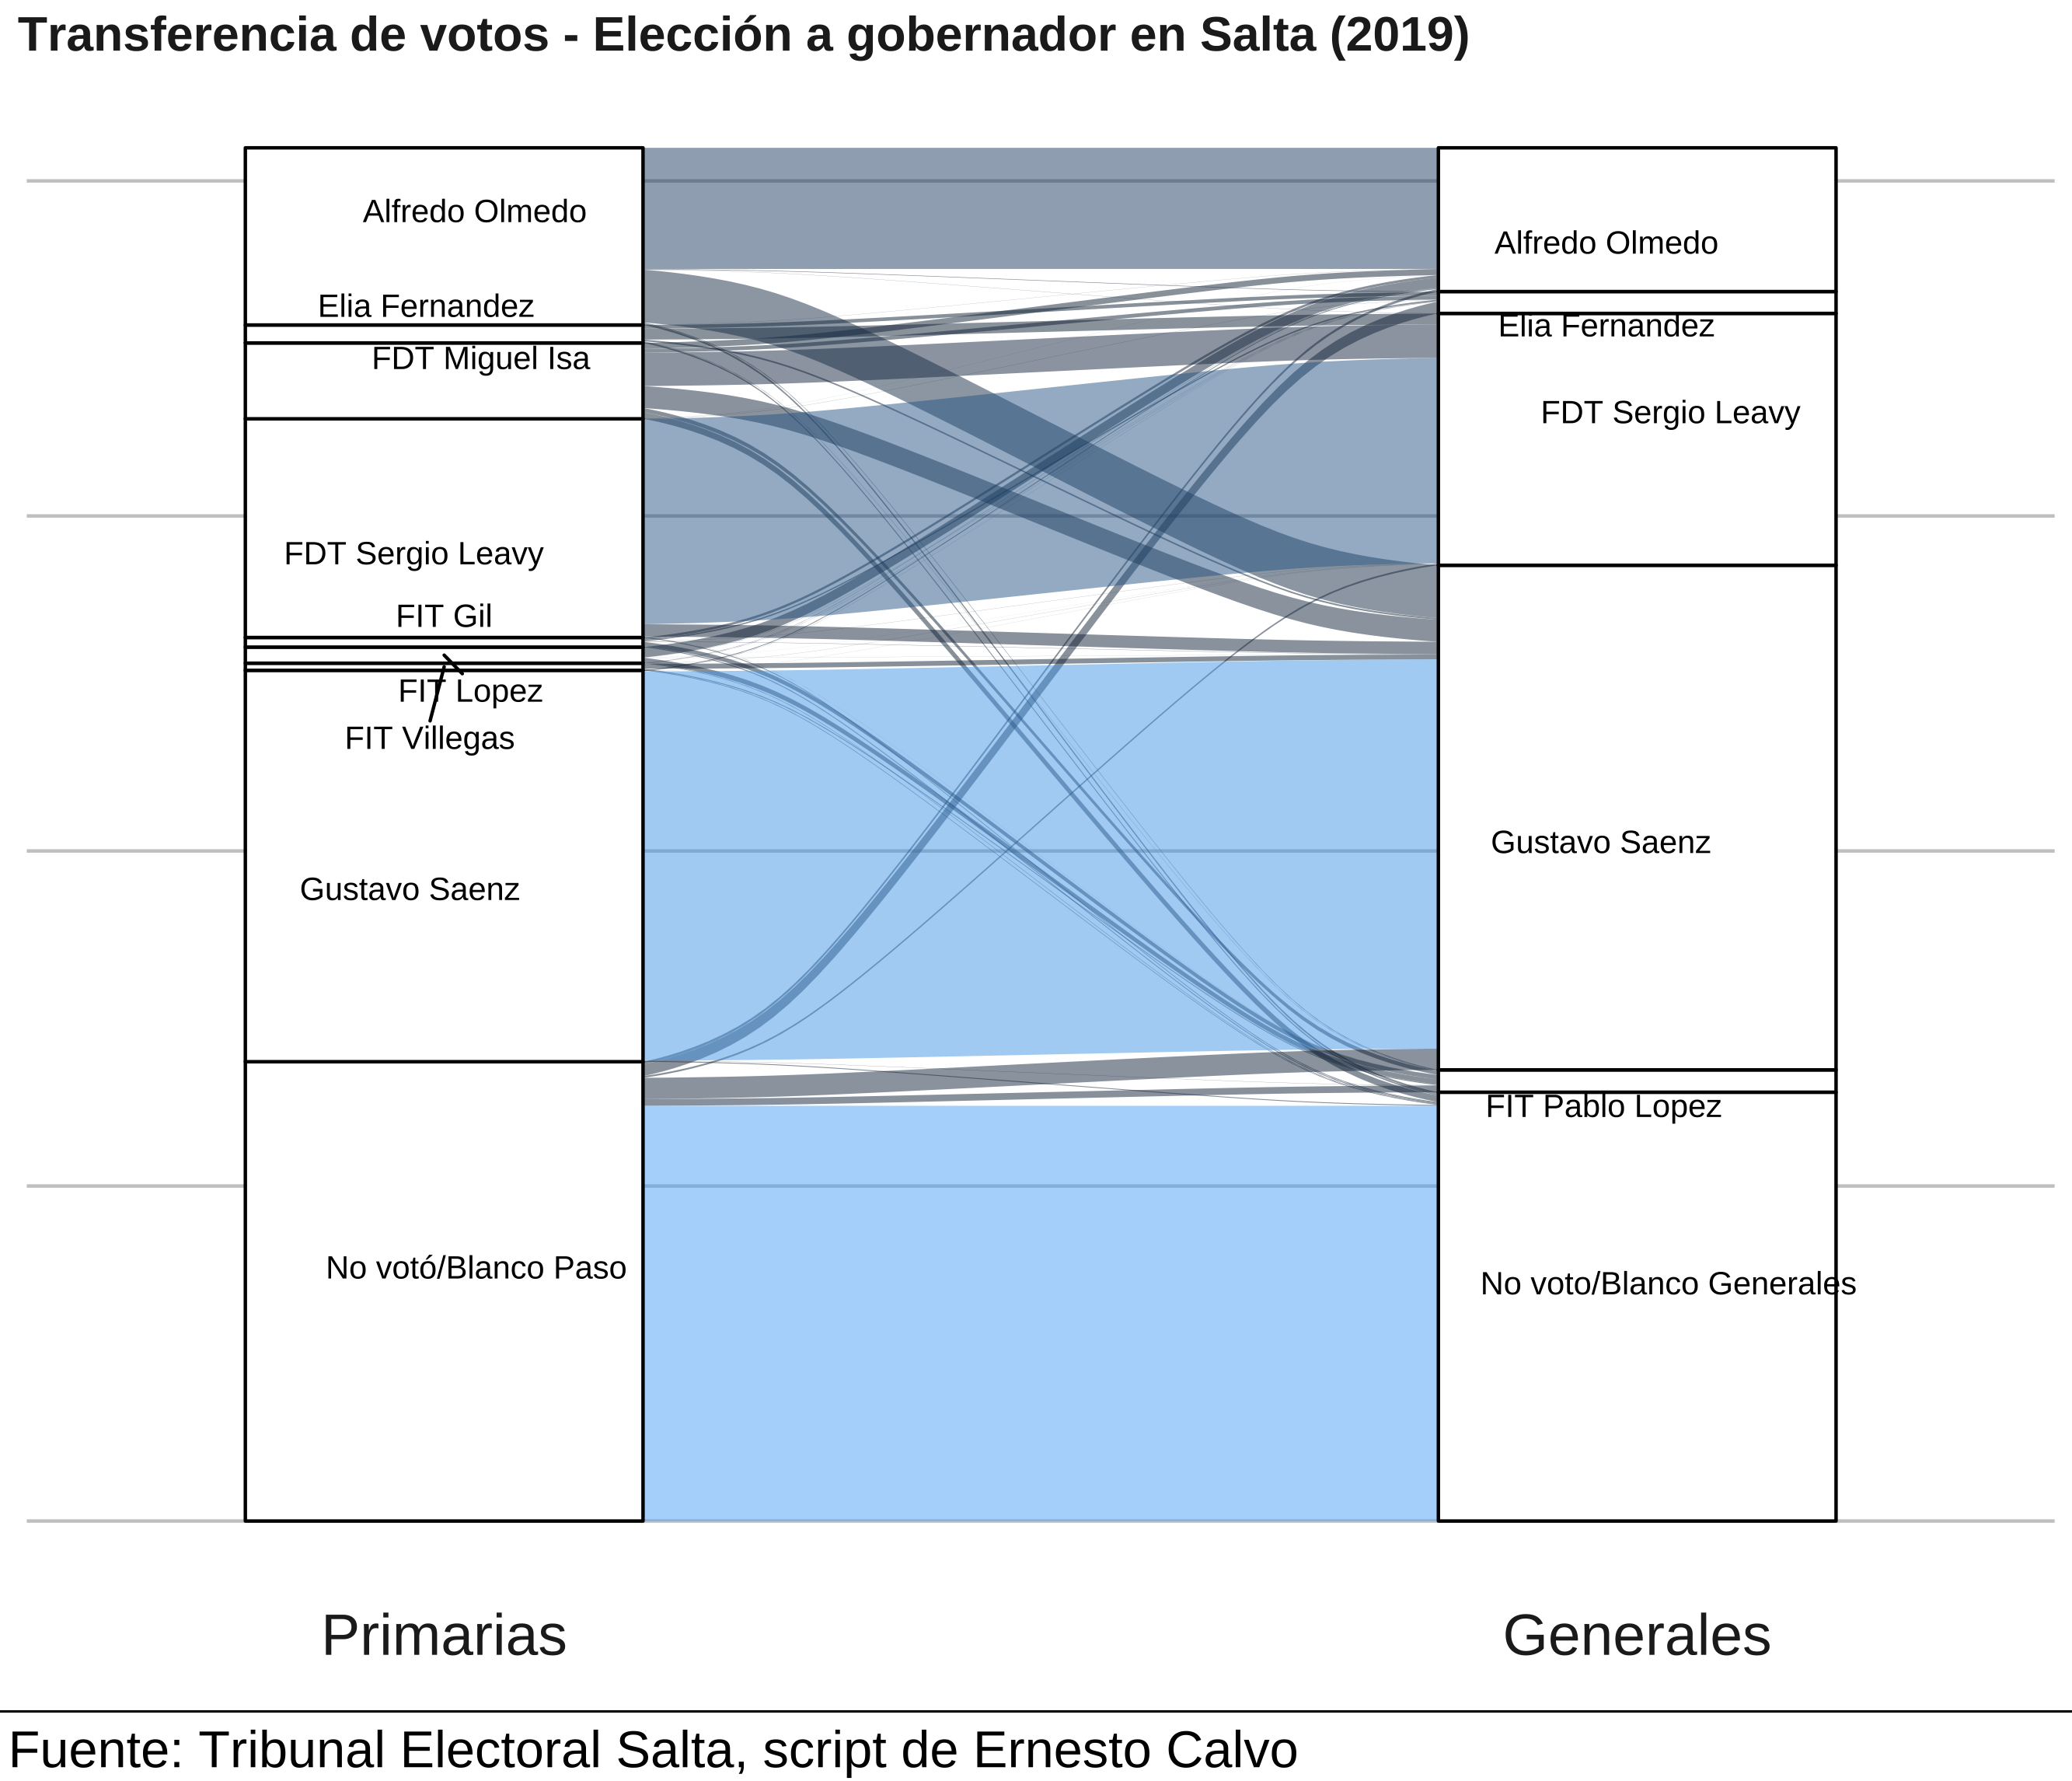 Transferencia de votos - Elección a gobernador en Salta (2019)
Alfredo Olmedo
Elia Fernandez
FDT Miguel Isa
FDT Sergio Leavy
FIT Gil
FIT Lopez
FIT Villegas
Gustavo Saenz
No votó/Blanco Paso
Alfredo Olmedo
Elia Fernandez
FDT Sergio Leavy
Gustavo Saenz
FIT Pablo Lopez
No voto/Blanco Generales
Primarias
Generales
Fuente: Tribunal Electoral Salta, script de Ernesto Calvo